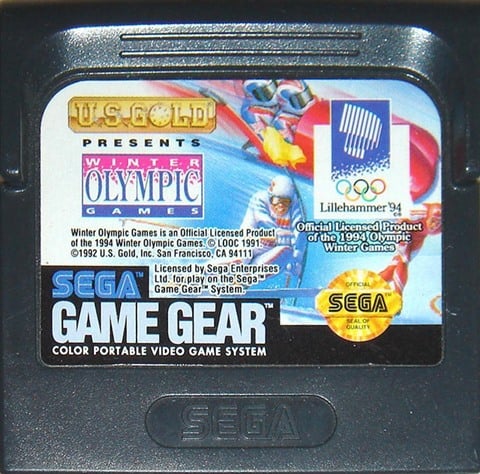 U.S. GOLD
PRESENTS
WINTER
OLYMPIC
GAMES
Lillehammer '94
Winter Olympic Games is an Official Licensed Product
of the 1994 Winter Olympic Games. © LOOC 1991.
©1992 U.S. Gold, Inc. San Francisco, CA 94111
Official Licensed Product
of the 1994 Olympic
Winter Games
Licensed by Sega Enterprises
Ltd. for play on the Sega™
Game Gear™ System.
SEGA™
GAME GEAR™
COLOR PORTABLE VIDEO GAME SYSTEM
OFFICIAL
SEGA
SEAL OF
QUALITY
SEGA